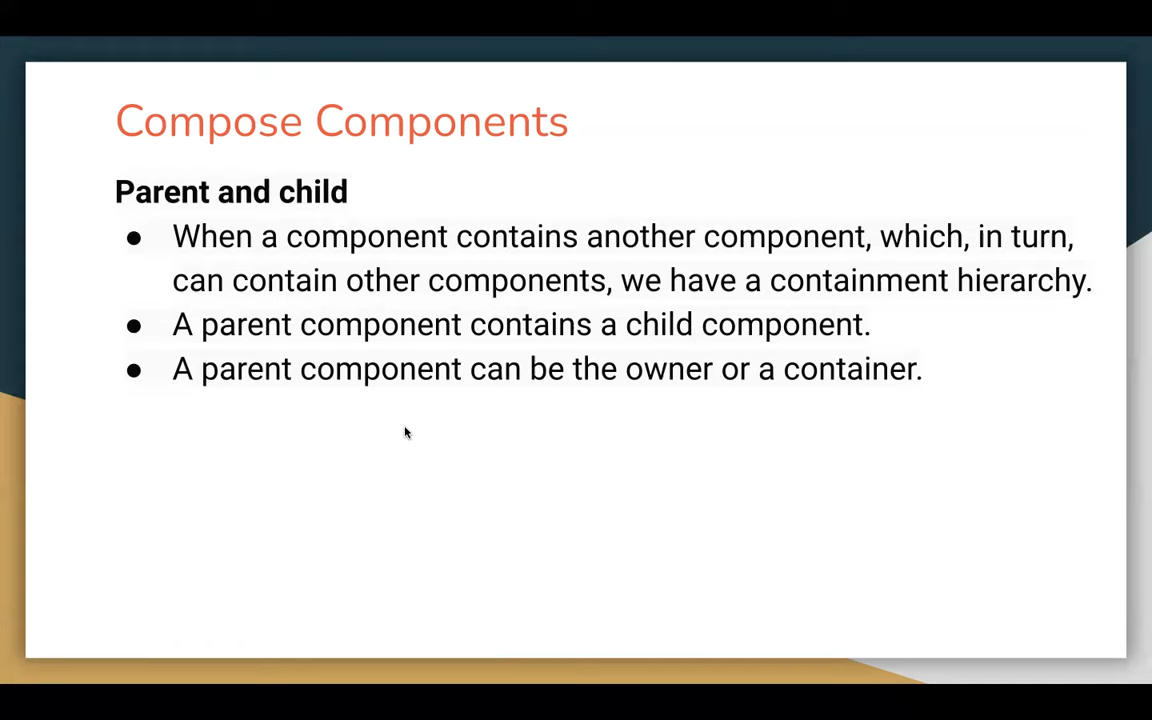 Compose Components
Parent and child
● When a component contains another component, which, in turn,
can contain other components, we have a containment hierarchy.
● A parent component contains a child component.
● A parent component can be the owner or a container.